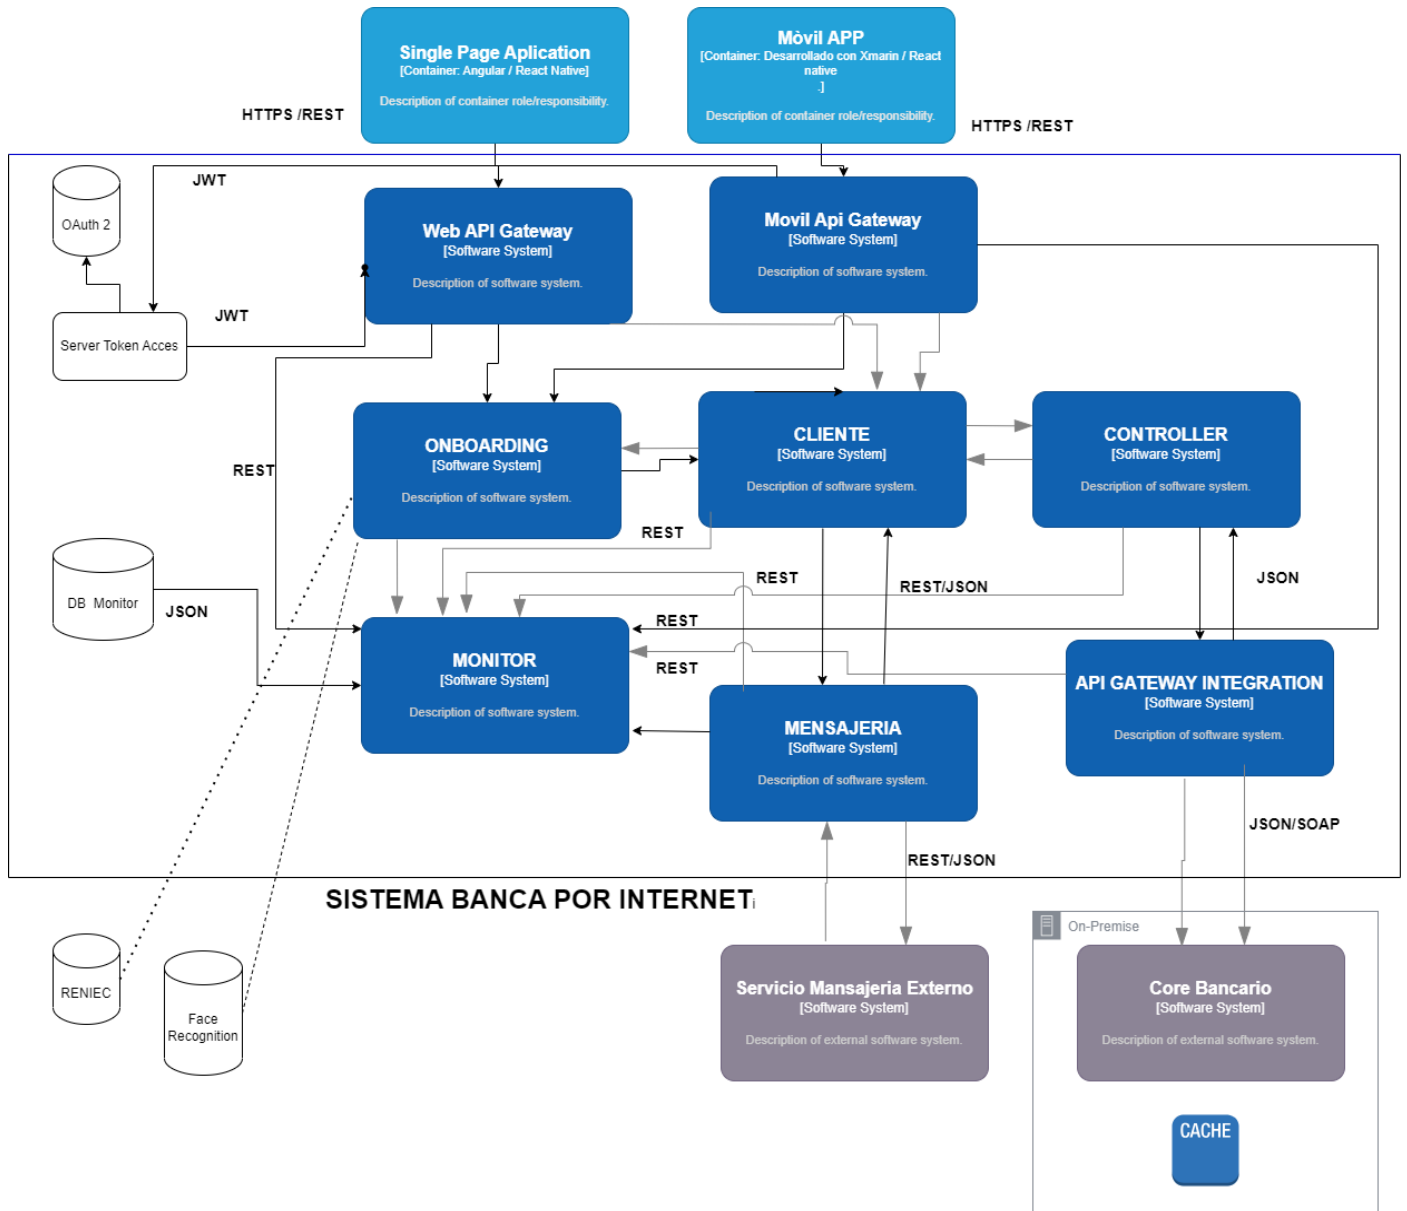 Single Page Aplication
[Container: Angular / React Native]
Description of container role/responsibility.
Mòvil APP
[Container: Desarrollado con Xmarin / React
native
.]
Description of container role/responsibility.
HTTPS /REST
HTTPS /REST
JWT
OAuth 2
Web API Gateway
[Software System]
Description of software system.
Movil Api Gateway
[Software System]
Description of software system.
JWT
Server Token Acces
ONBOARDING
[Software System]
Description of software system.
CLIENTE
[Software System]
Description of software system.
CONTROLLER
[Software System]
Description of software system.
REST
REST
REST
REST/JSON
JSON
DB Monitor
JSON
REST
REST
MONITOR
[Software System]
Description of software system.
MENSAJERIA
[Software System]
Description of software system.
API GATEWAY INTEGRATION
[Software System]
Description of software system.
JSON/SOAP
REST/JSON
SISTEMA BANCA POR INTERNETi
On-Premise
RENIEC
Face
Recognition
Servicio Mansajeria Externo
[Software System]
Description of external software system.
Core Bancario
[Software System]
Description of external software system.
CACHE